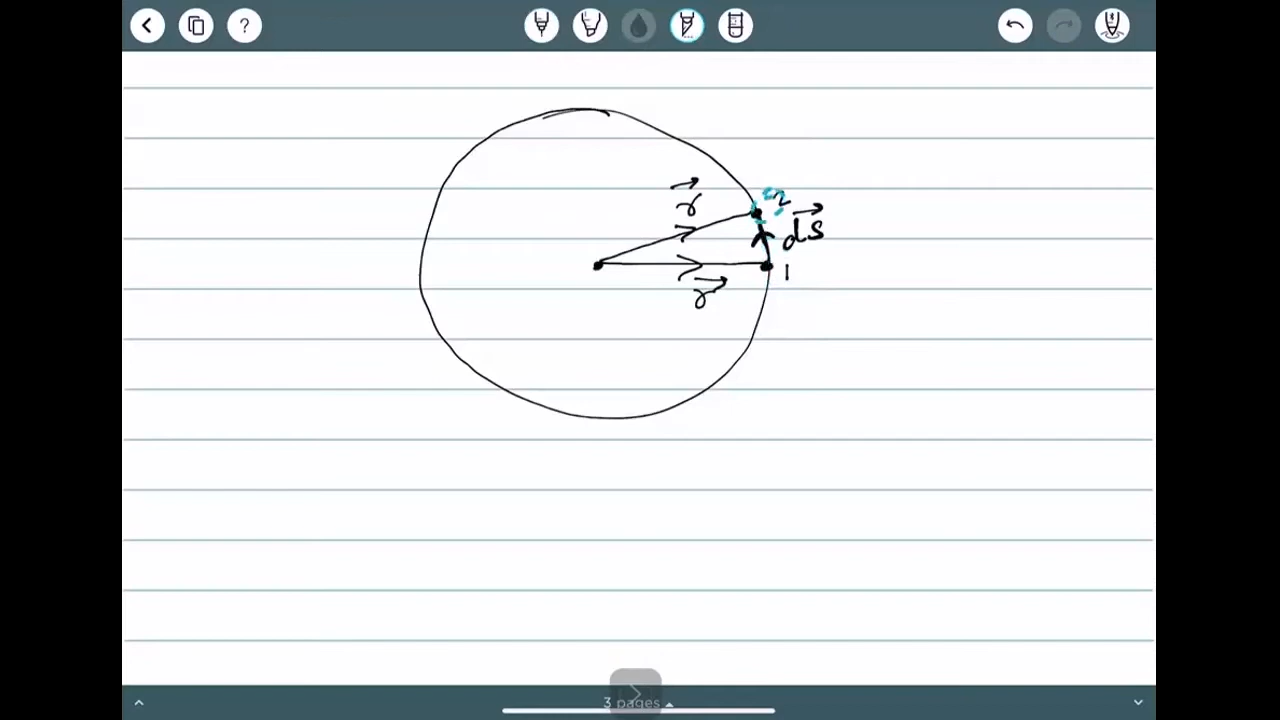 ?
r⃗
2
ds⃗
1
r⃗
3 pages